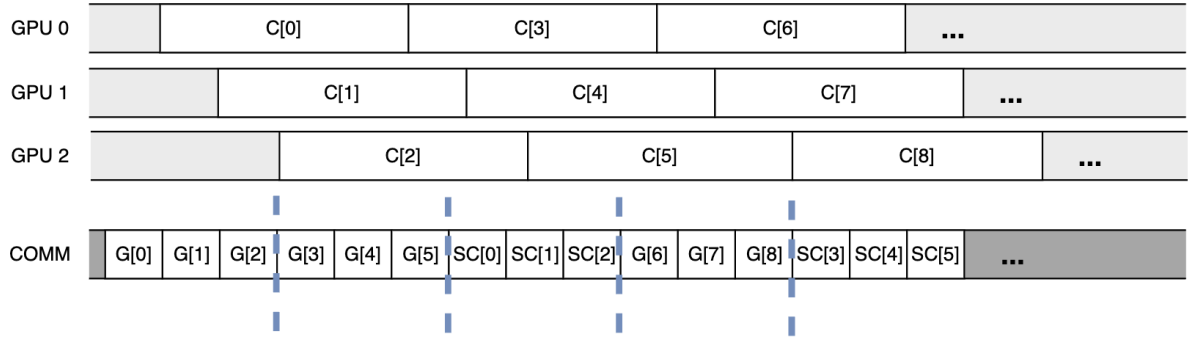 GPU 0 C[0] C[3] C[6] ...
GPU 1 C[1] C[4] C[7] ...
GPU 2 C[2] C[5] C[8] ...
COMM G[0] G[1] G[2] G[3] G[4] G[5] SC[0] SC[1] SC[2] G[6] G[7] G[8] SC[3] SC[4] SC[5] ...